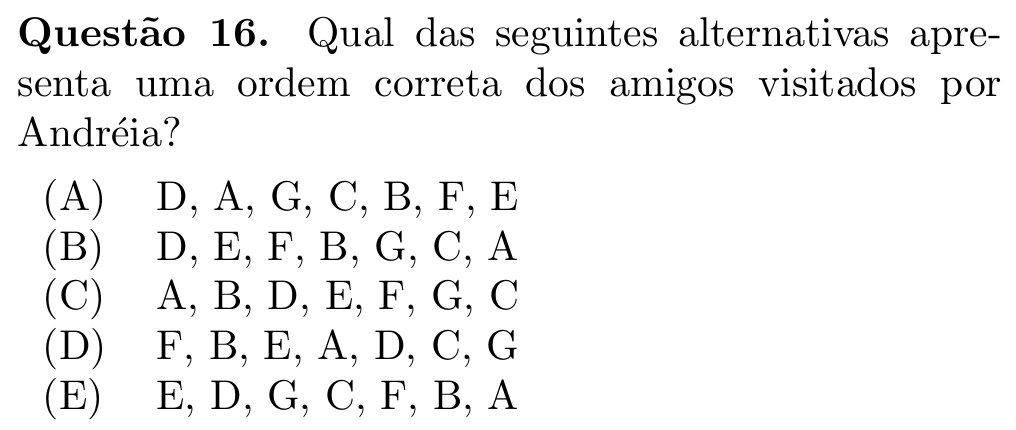 Questão 16. Qual das seguintes alternativas apre-
senta uma ordem correta dos amigos visitados por
Andréia?
(A) D, A, G, C, B, F, E
(B) D, E, F, B, G, C, A
(C) A, B, D, E, F, G, C
(D) F, B, E, A, D, C, G
(E) E, D, G, C, F, B, A